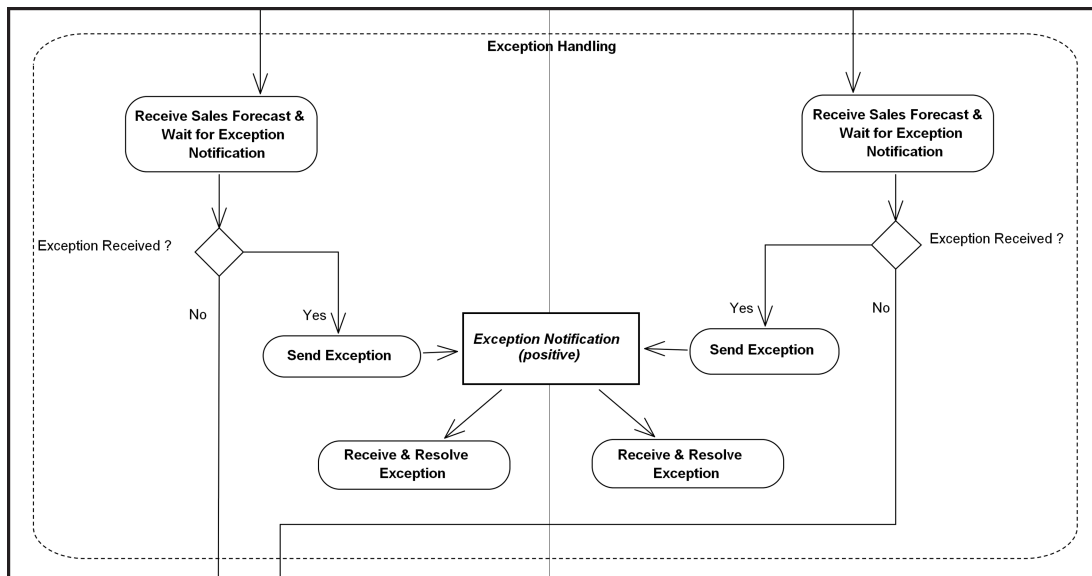 Exception Handling
Receive Sales Forecast &
Wait for Exception
Notification
Receive Sales Forecast &
Wait for Exception
Notification
Exception Received ?
Exception Received ?
No
Yes
Yes
No
Send Exception
Exception Notification
(positive)
Send Exception
Receive & Resolve
Exception
Receive & Resolve
Exception